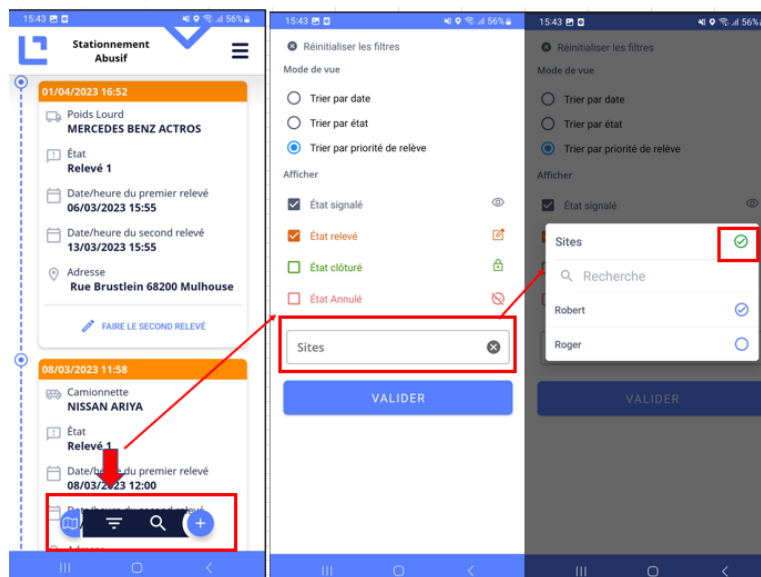 15:43
56%
Stationnement
Abusif
01/04/2023 16:52
Poids Lourd
MERCEDES BENZ ACTROS
État
Relevé 1
Date/heure du premier relevé
06/03/2023 15:55
Date/heure du second relevé
13/03/2023 15:55
Adresse
Rue Brustlein 68200 Mulhouse
FAIRE LE SECOND RELEVÉ
08/03/2023 11:58
Camionnette
NISSAN ARIYA
État
Relevé 1
Date/heure du premier relevé
08/03/2023 12:00
Date/heure du second relevé
Adresse
15:43
56%
Réinitialiser les filtres
Mode de vue
Trier par date
Trier par état
Trier par priorité de relève
Afficher
État signalé
État relevé
État clôturé
État Annulé
Sites
VALIDER
15:43
56%
Réinitialiser les filtres
Mode de vue
Trier par date
Trier par état
Trier par priorité de relève
Afficher
État signalé
Sites
Recherche
Robert
Roger
VALIDER